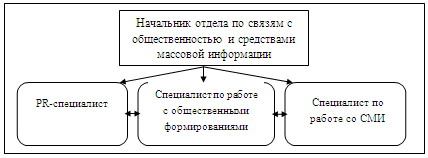 Начальник отдела по связям с
общественностью и средствами
массовой информации
PR-специалист
Специалист по работе
с общественными
формированиями
Специалист по
работе со СМИ